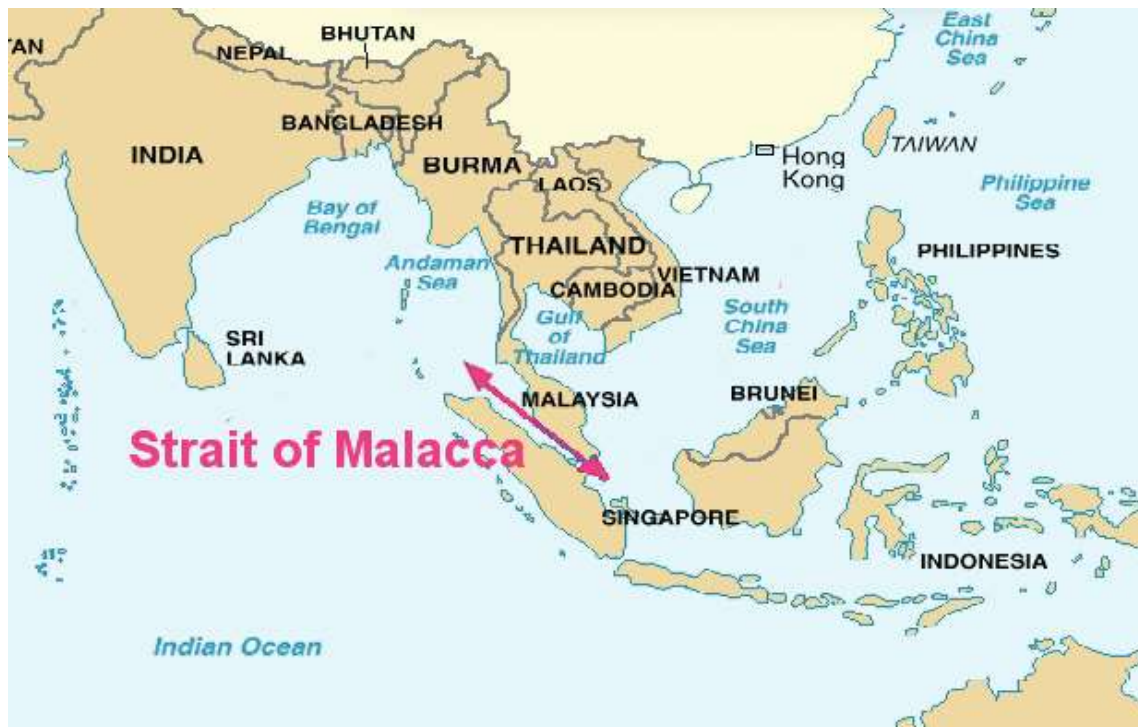 East
China
Sea
BHUTAN
TAN
NEPAL
BANGLADESH
INDIA
BURMA
LAOS
Hong
Kong
TAIWAN
Philippine
Sea
Bay of
Bengal
THAILAND
PHILIPPINES
Andaman
Sea
VIETNAM
CAMBODIA
Gulf
of
Thailand
South
China
Sea
SRI
LANKA
MALAYSIA
BRUNEI
Strait of Malacca
SINGAPORE
INDONESIA
Indian Ocean